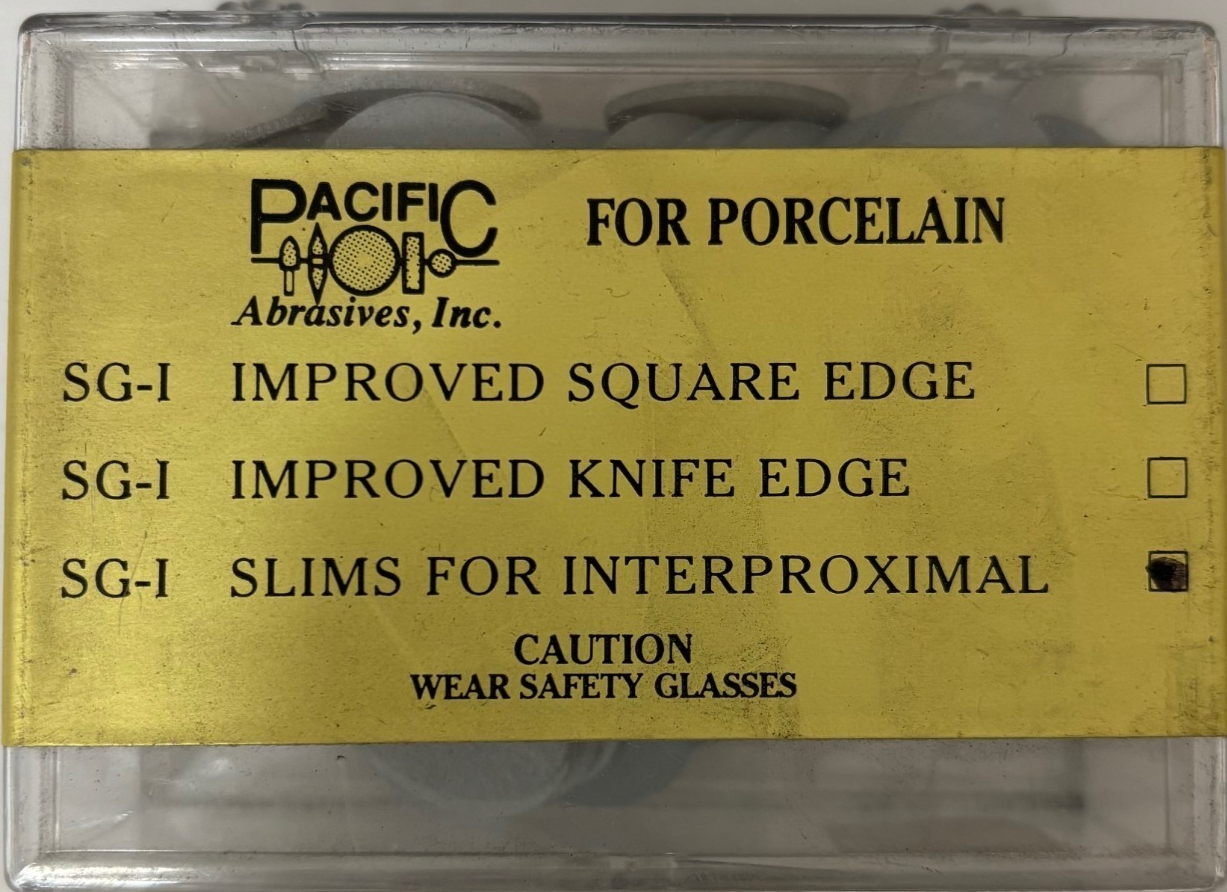 PACIFIC
Abrasives, Inc.
FOR PORCELAIN
SG-I IMPROVED SQUARE EDGE
SG-I IMPROVED KNIFE EDGE
SG-I SLIMS FOR INTERPROXIMAL
CAUTION
WEAR SAFETY GLASSES